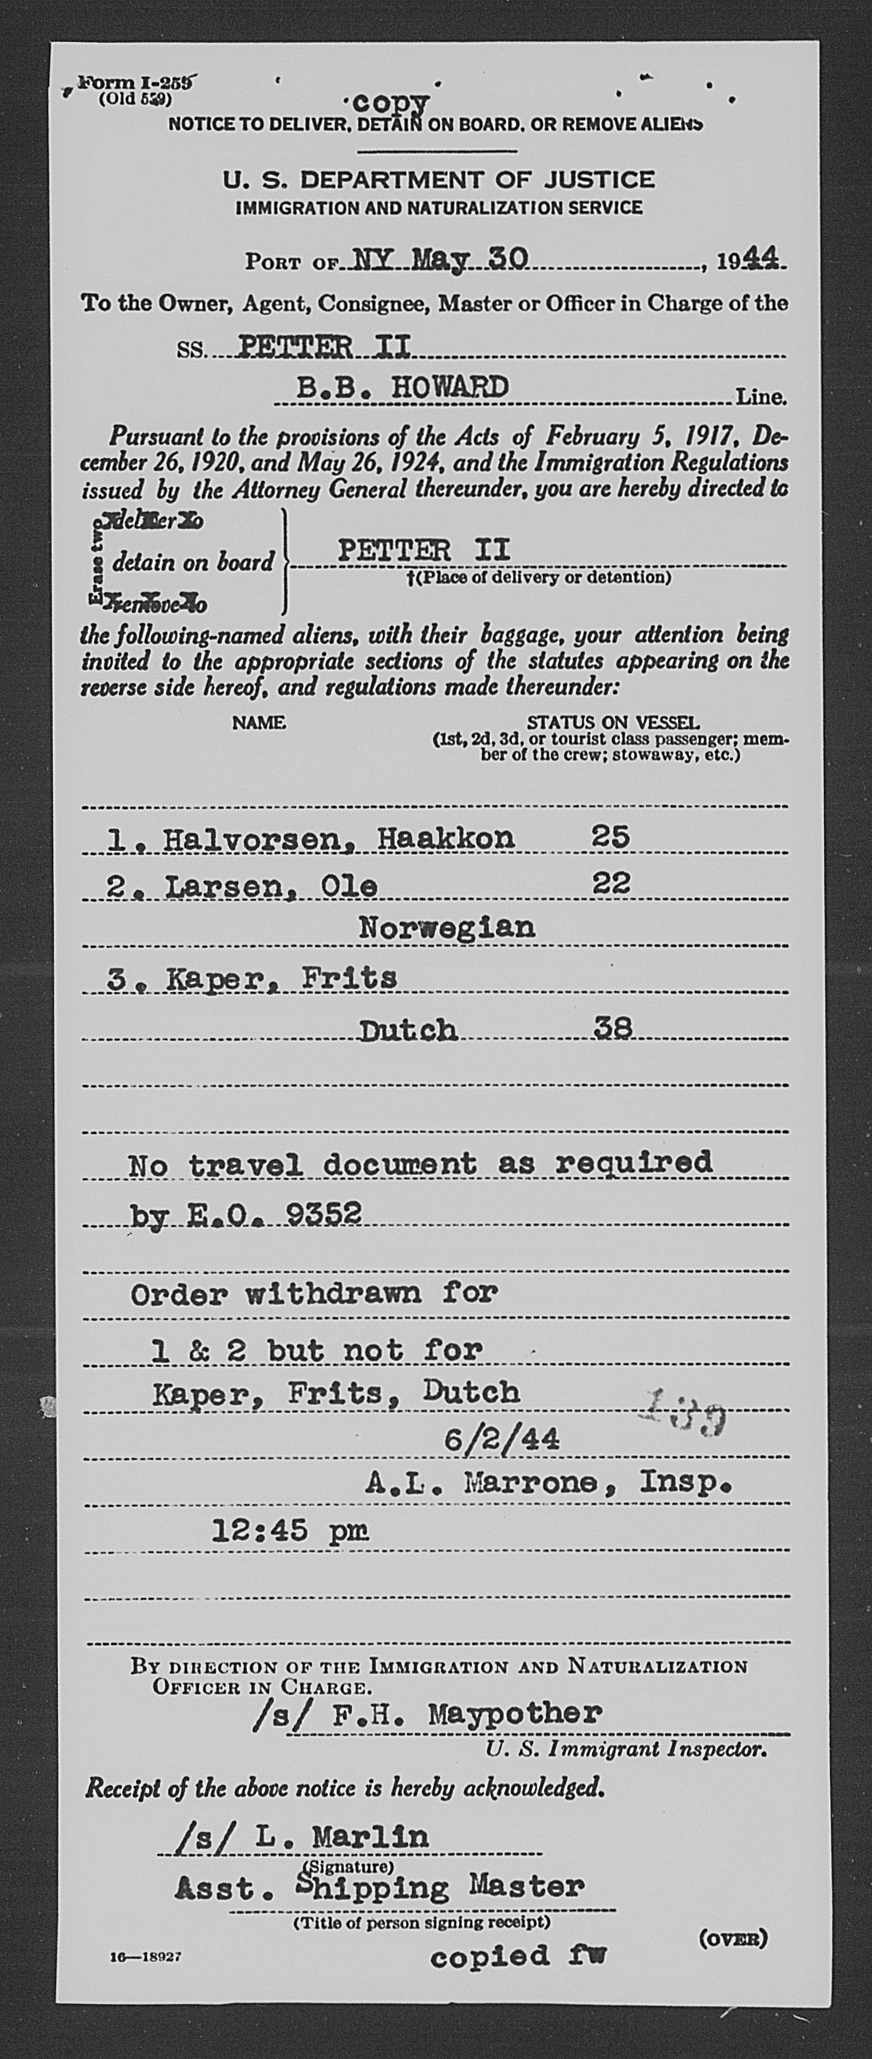 Form I-259
(Old 539)
copy
NOTICE TO DELIVER, DETAIN ON BOARD, OR REMOVE ALIENS
U. S. DEPARTMENT OF JUSTICE
IMMIGRATION AND NATURALIZATION SERVICE
PORT OF NY May 30, 1944
To the Owner, Agent, Consignee, Master or Officer in Charge of the
SS. PETTER II
B.B. HOWARD Line.
Pursuant to the provisions of the Acts of February 5, 1917, De-
cember 26, 1920, and May 26, 1924, and the Immigration Regulations
issued by the Attorney General thereunder, you are hereby directed to
Erase two
deliver to
detain on board PETTER II
†(Place of delivery or detention)
remove to
the following-named aliens, with their baggage, your attention being
invited to the appropriate sections of the statutes appearing on the
reverse side hereof, and regulations made thereunder:
NAME STATUS ON VESSEL
(1st, 2d, 3d, or tourist class passenger; mem-
ber of the crew; stowaway, etc.)
1. Halvorsen, Haakkon 25
2. Larsen, Ole 22
Norwegian
3. Kaper, Frits
Dutch 38
No travel document as required
by E.O. 9352
Order withdrawn for
1 & 2 but not for
Kaper, Frits, Dutch
139
6/2/44
A.L. Marrone, Insp.
12:45 pm
BY DIRECTION OF THE IMMIGRATION AND NATURALIZATION
OFFICER IN CHARGE.
/s/ F.H. Maypother
U. S. Immigrant Inspector.
Receipt of the above notice is hereby acknowledged.
/s/ L. Marlin
(Signature)
Asst. Shipping Master
(Title of person signing receipt)
(OVER)
16—18927
copied fw